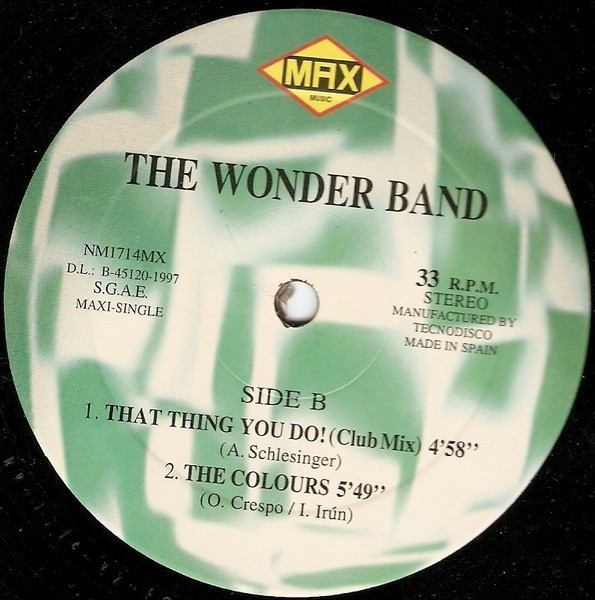 MAX
MUSIC
THE WONDER BAND
NM1714MX
D.L.: B-45120-1997
S.G.A.E.
MAXI-SINGLE
33 R.P.M.
STEREO
MANUFACTURED BY
TECNODISCO
MADE IN SPAIN
SIDE B
1. THAT THING YOU DO! (Club Mix) 4'58''
(A. Schlesinger)
2. THE COLOURS 5'49''
(O. Crespo / I. Irún)